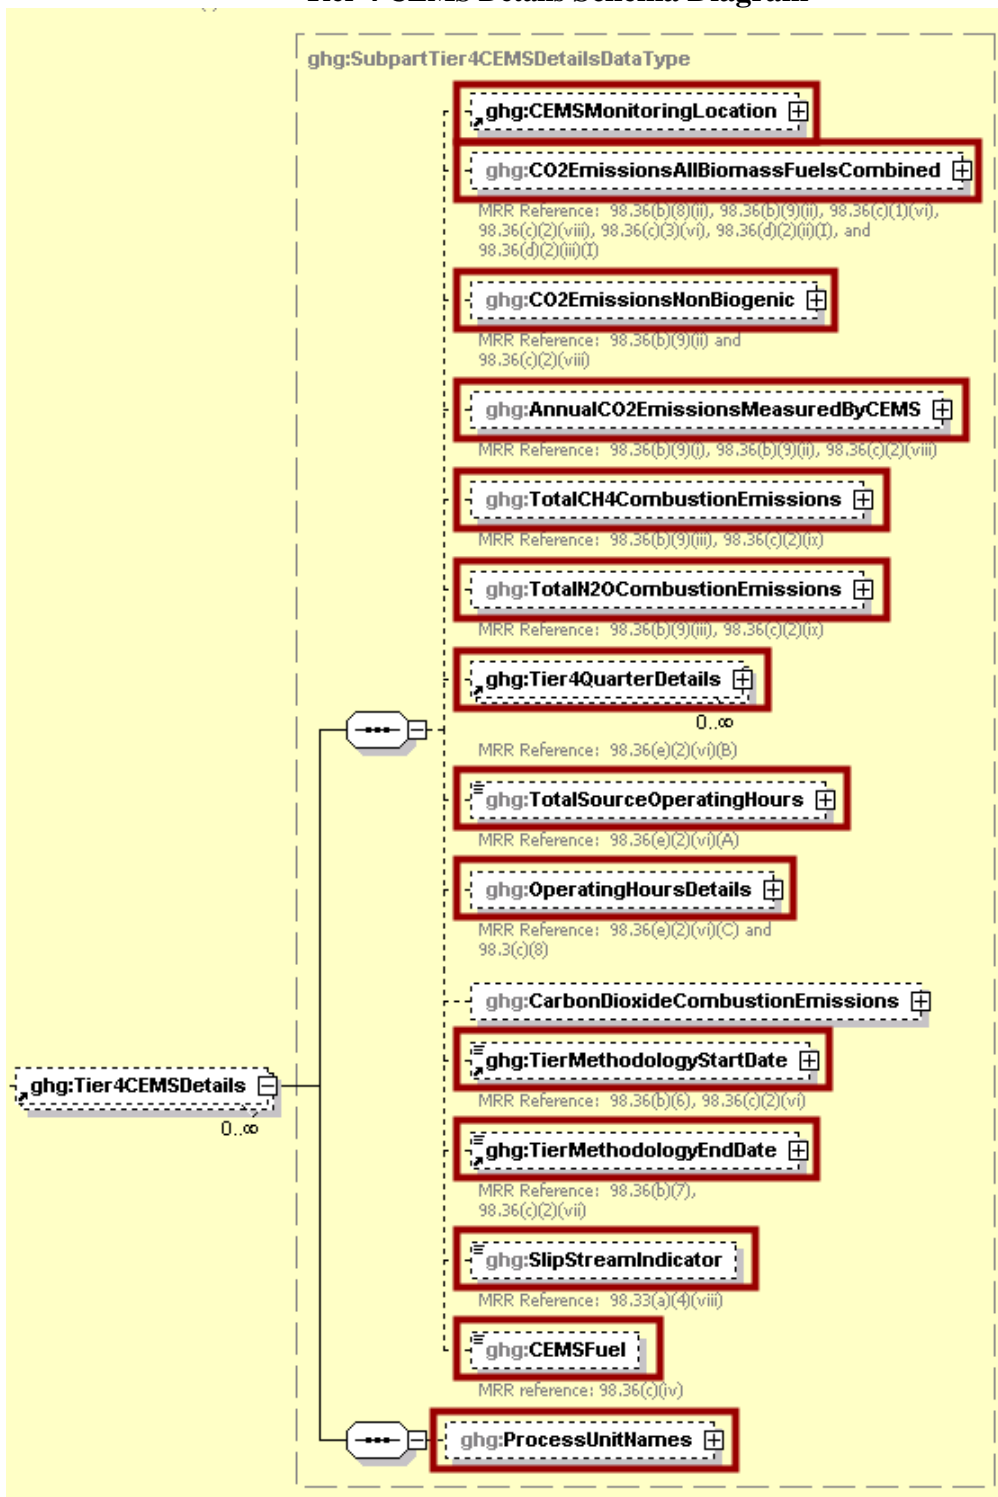 Tier 4 CEMS Details Schema Diagram
ghg:SubpartTier4CEMSDetailsDataType
ghg:CEMSMonitoringLocation
ghg:CO2EmissionsAllBiomassFuelsCombined
MRR Reference: 98.36(b)(8)(ii), 98.36(b)(9)(ii), 98.36(c)(1)(vi),
98.36(c)(2)(viii), 98.36(c)(3)(vi), 98.36(d)(2)(ii)(I), and
98.36(d)(2)(iii)(I)
ghg:CO2EmissionsNonBiogenic
MRR Reference: 98.36(b)(9)(ii) and
98.36(c)(2)(viii)
ghg:AnnualCO2EmissionsMeasuredByCEMS
MRR Reference: 98.36(b)(9)(i), 98.36(b)(9)(ii), 98.36(c)(2)(viii)
ghg:TotalCH4CombustionEmissions
MRR Reference: 98.36(b)(9)(iii), 98.36(c)(2)(ix)
ghg:TotalN2OCombustionEmissions
MRR Reference: 98.36(b)(9)(iii), 98.36(c)(2)(ix)
ghg:Tier4QuarterDetails
0..∞
MRR Reference: 98.36(e)(2)(vi)(B)
ghg:TotalSourceOperatingHours
MRR Reference: 98.36(e)(2)(vi)(A)
ghg:OperatingHoursDetails
MRR Reference: 98.36(e)(2)(vi)(C) and
98.3(c)(8)
ghg:CarbonDioxideCombustionEmissions
ghg:TierMethodologyStartDate
ghg:Tier4CEMSDetails
0..∞
MRR Reference: 98.36(b)(6), 98.36(c)(2)(vi)
ghg:TierMethodologyEndDate
MRR Reference: 98.36(b)(7),
98.36(c)(2)(vii)
ghg:SlipStreamIndicator
MRR Reference: 98.33(a)(4)(viii)
ghg:CEMSFuel
MRR reference: 98.36(c)(iv)
ghg:ProcessUnitNames